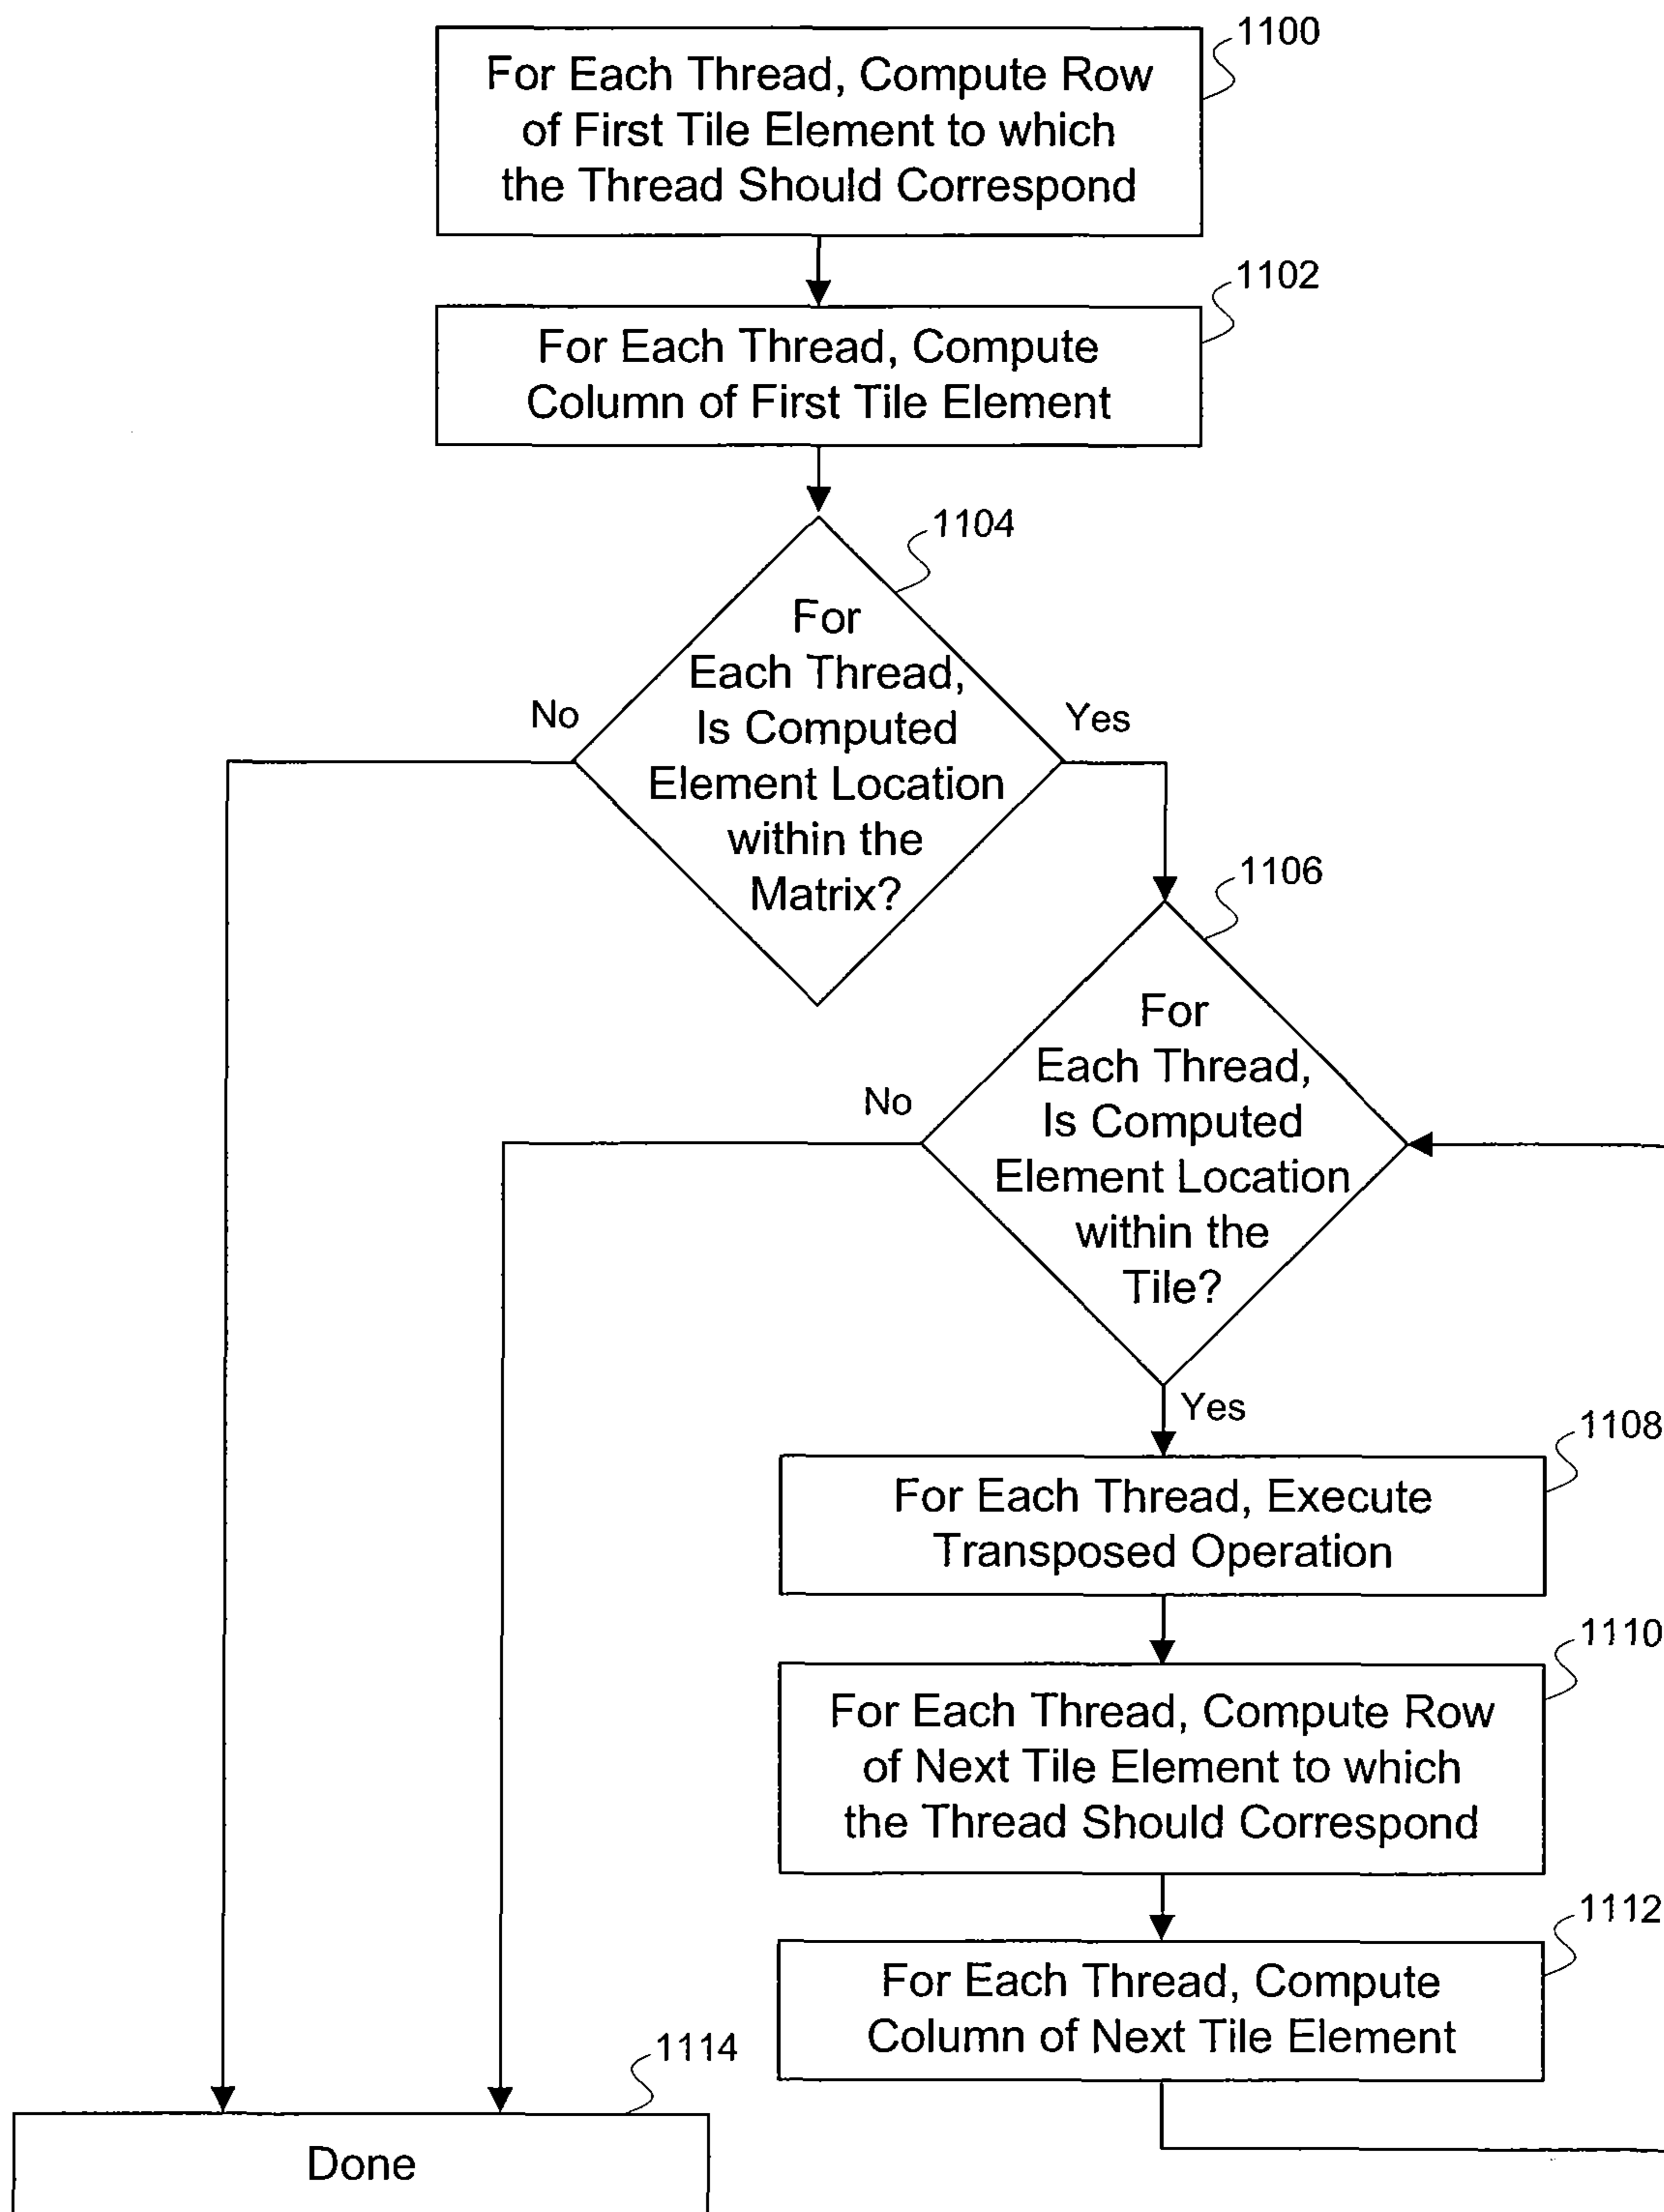 1100
For Each Thread, Compute Row
of First Tile Element to which
the Thread Should Correspond
1102
For Each Thread, Compute
Column of First Tile Element
1104
For
Each Thread,
Is Computed
Element Location
within the
Matrix?
No
Yes
1106
For
Each Thread,
Is Computed
Element Location
within the
Tile?
No
Yes
1108
For Each Thread, Execute
Transposed Operation
1110
For Each Thread, Compute Row
of Next Tile Element to which
the Thread Should Correspond
1112
For Each Thread, Compute
Column of Next Tile Element
1114
Done